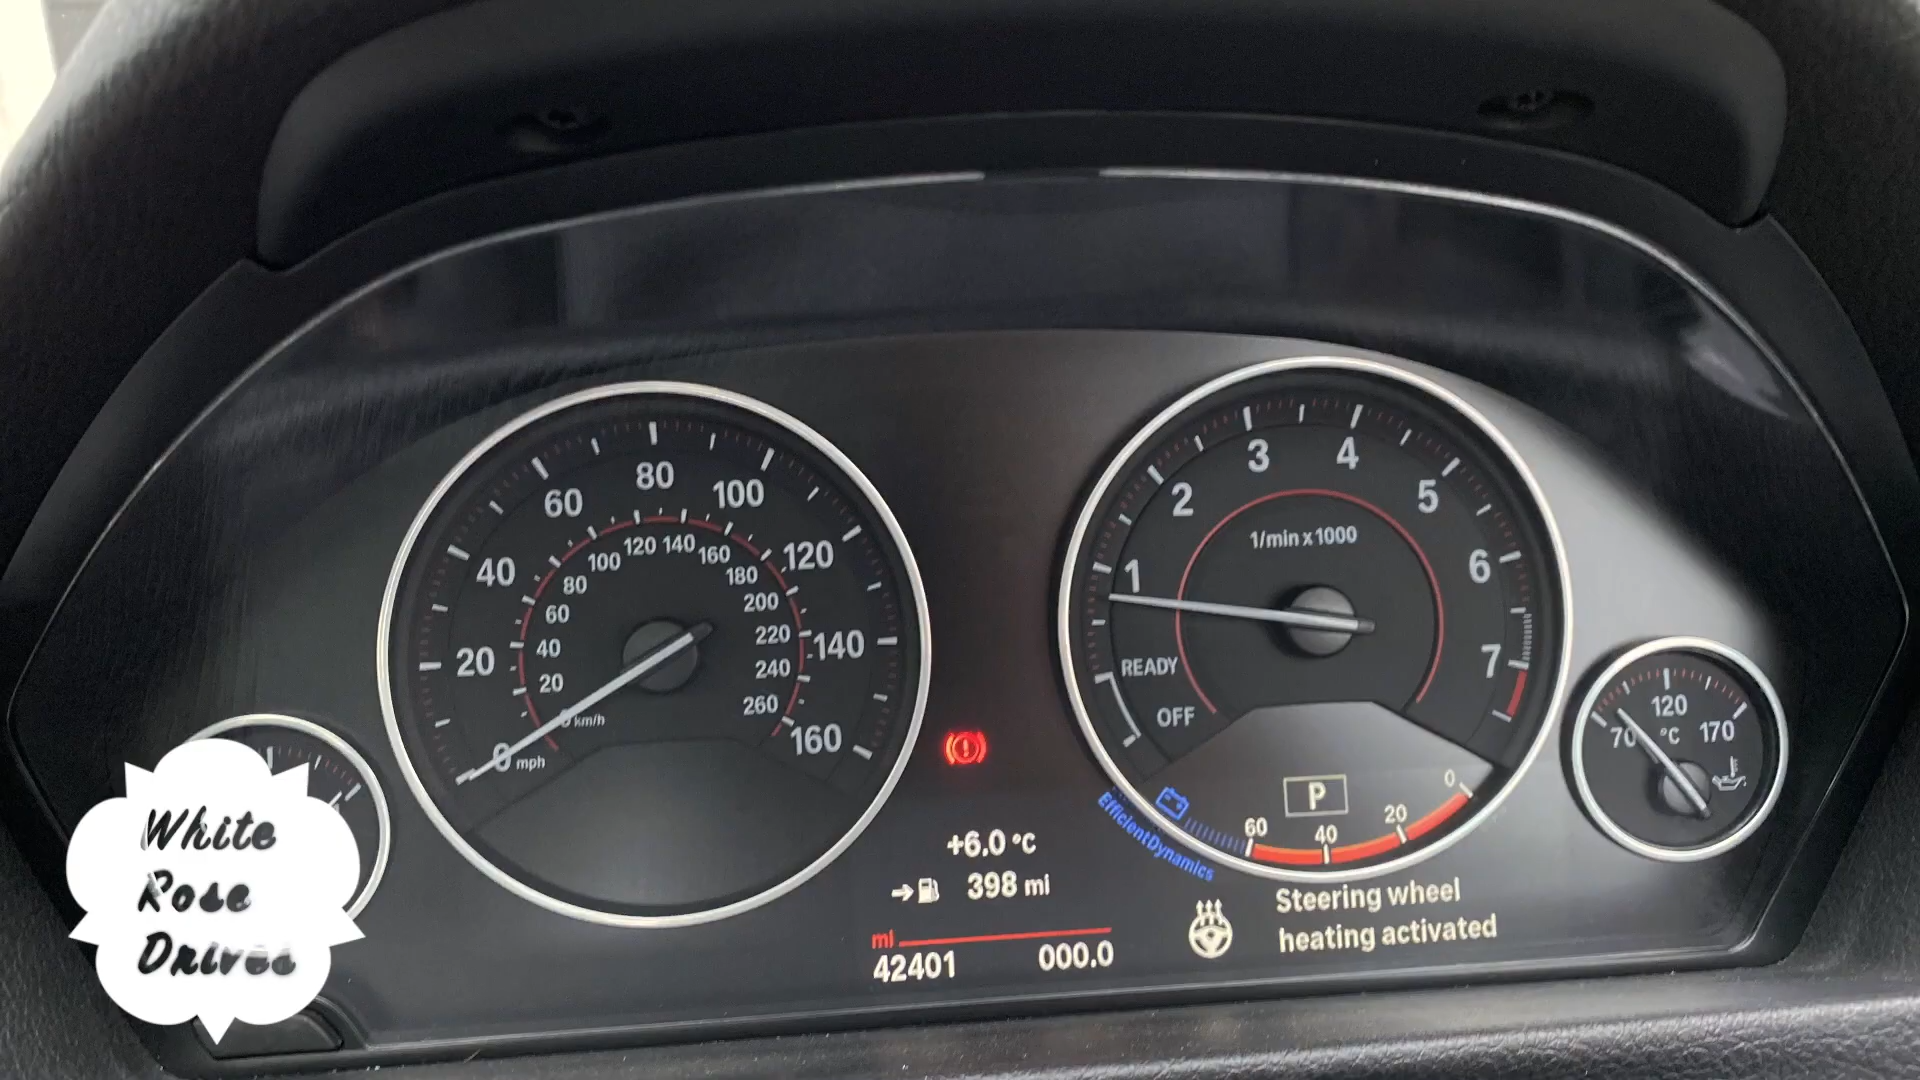 80
60
100
40
120
20
140
0 mph
160
100 120 140 160
80
180
60
200
40
220
20
240
0 km/h
260
3
4
2
5
1/min x 1000
1
6
READY
7
OFF
P
0
20
40
60
EfficientDynamics
120
70 °C 170
+6.0 °C
398 mi
mi
42401 000.0
Steering wheel
heating activated
White
Rose
Drives